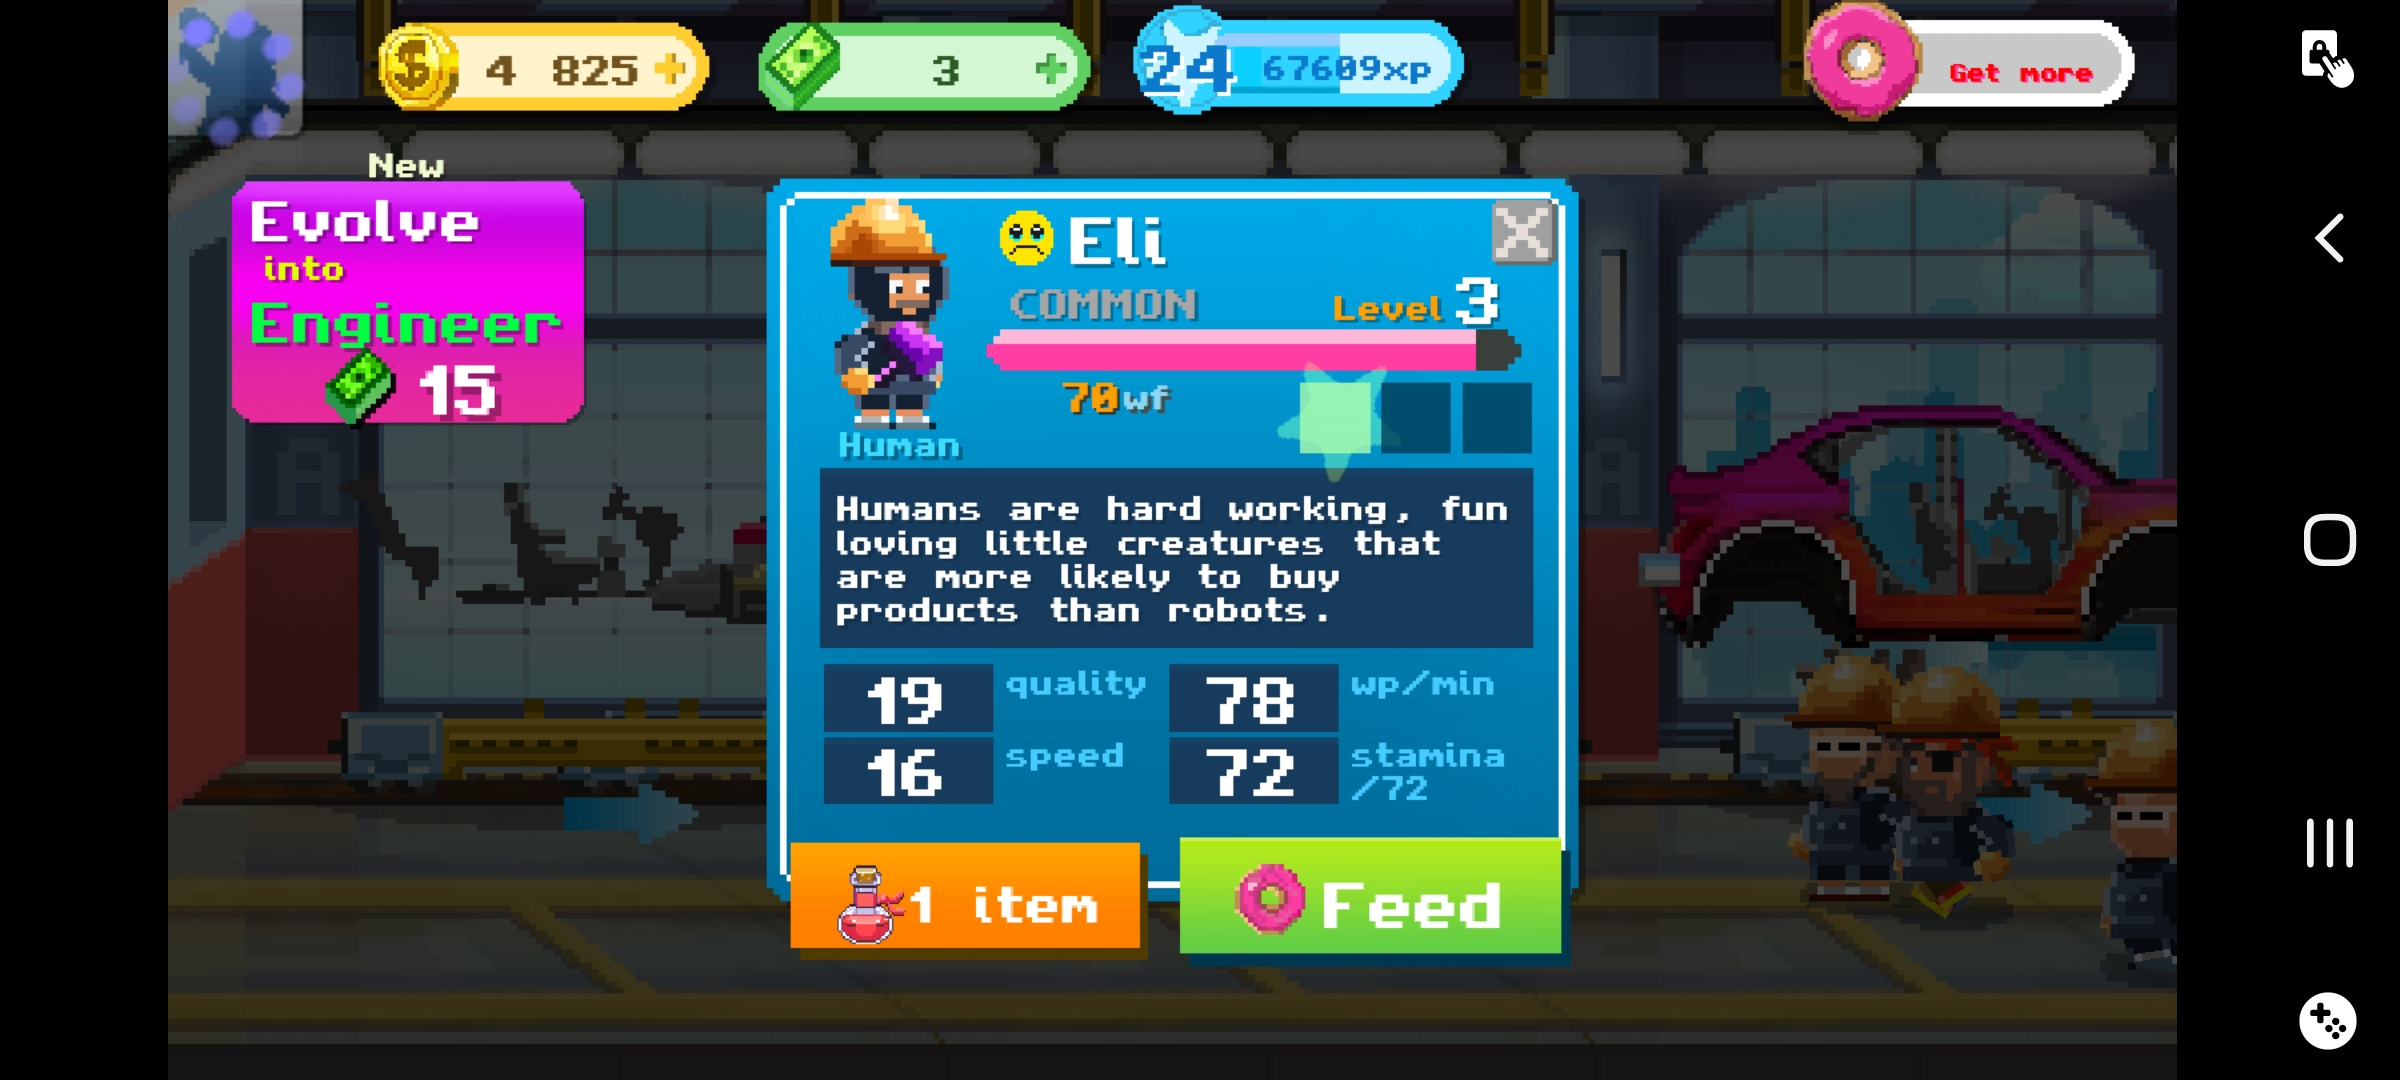 4 825
3
24 67609xp
Get more
New
Evolve
into
Engineer
15
Eli
COMMON
Level 3
70wf
Human
Humans are hard working, fun
loving little creatures that
are more likely to buy
products than robots.
19 quality
78 wp/min
16 speed
72 stamina
/72
1 item
Feed
A
A